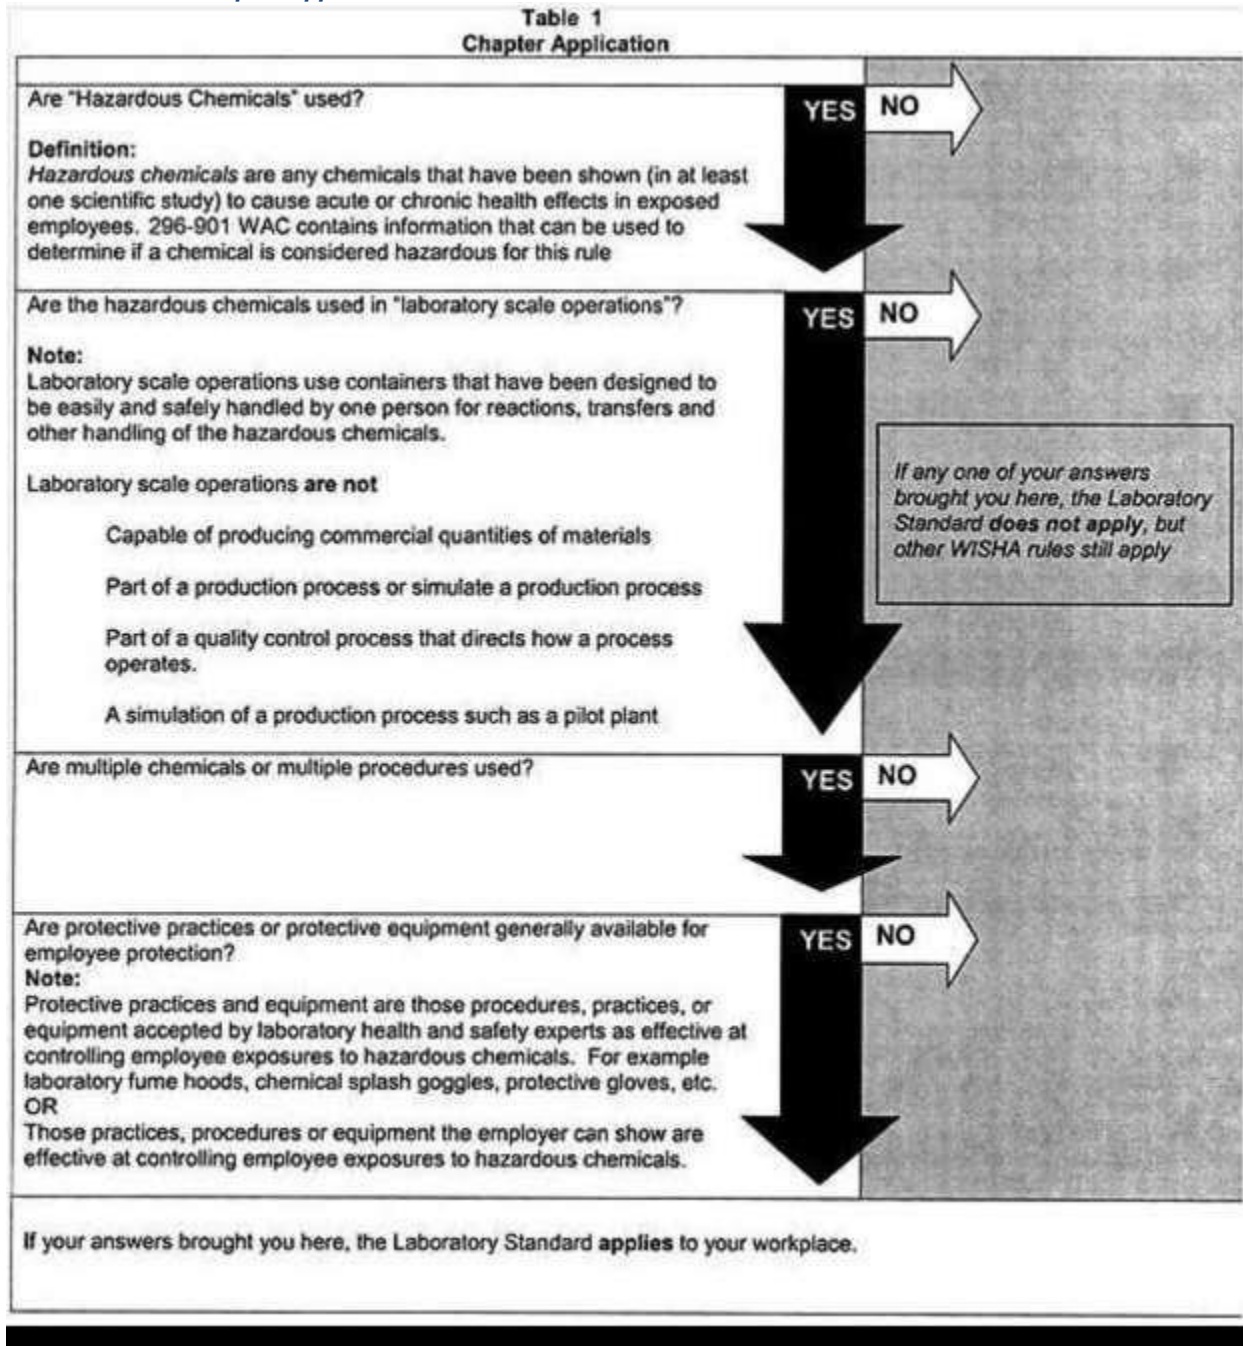 Table 1
Chapter Application
Are "Hazardous Chemicals" used?
YES
NO
Definition:
Hazardous chemicals are any chemicals that have been shown (in at least
one scientific study) to cause acute or chronic health effects in exposed
employees. 296-901 WAC contains information that can be used to
determine if a chemical is considered hazardous for this rule
Are the hazardous chemicals used in "laboratory scale operations"?
YES
NO
Note:
Laboratory scale operations use containers that have been designed to
be easily and safely handled by one person for reactions, transfers and
other handling of the hazardous chemicals.
Laboratory scale operations are not
Capable of producing commercial quantities of materials
Part of a production process or simulate a production process
Part of a quality control process that directs how a process
operates.
A simulation of a production process such as a pilot plant
If any one of your answers
brought you here, the Laboratory
Standard does not apply, but
other WISHA rules still apply
Are multiple chemicals or multiple procedures used?
YES
NO
Are protective practices or protective equipment generally available for
employee protection?
YES
NO
Note:
Protective practices and equipment are those procedures, practices, or
equipment accepted by laboratory health and safety experts as effective at
controlling employee exposures to hazardous chemicals. For example
laboratory fume hoods, chemical splash goggles, protective gloves, etc.
OR
Those practices, procedures or equipment the employer can show are
effective at controlling employee exposures to hazardous chemicals.
If your answers brought you here, the Laboratory Standard applies to your workplace.